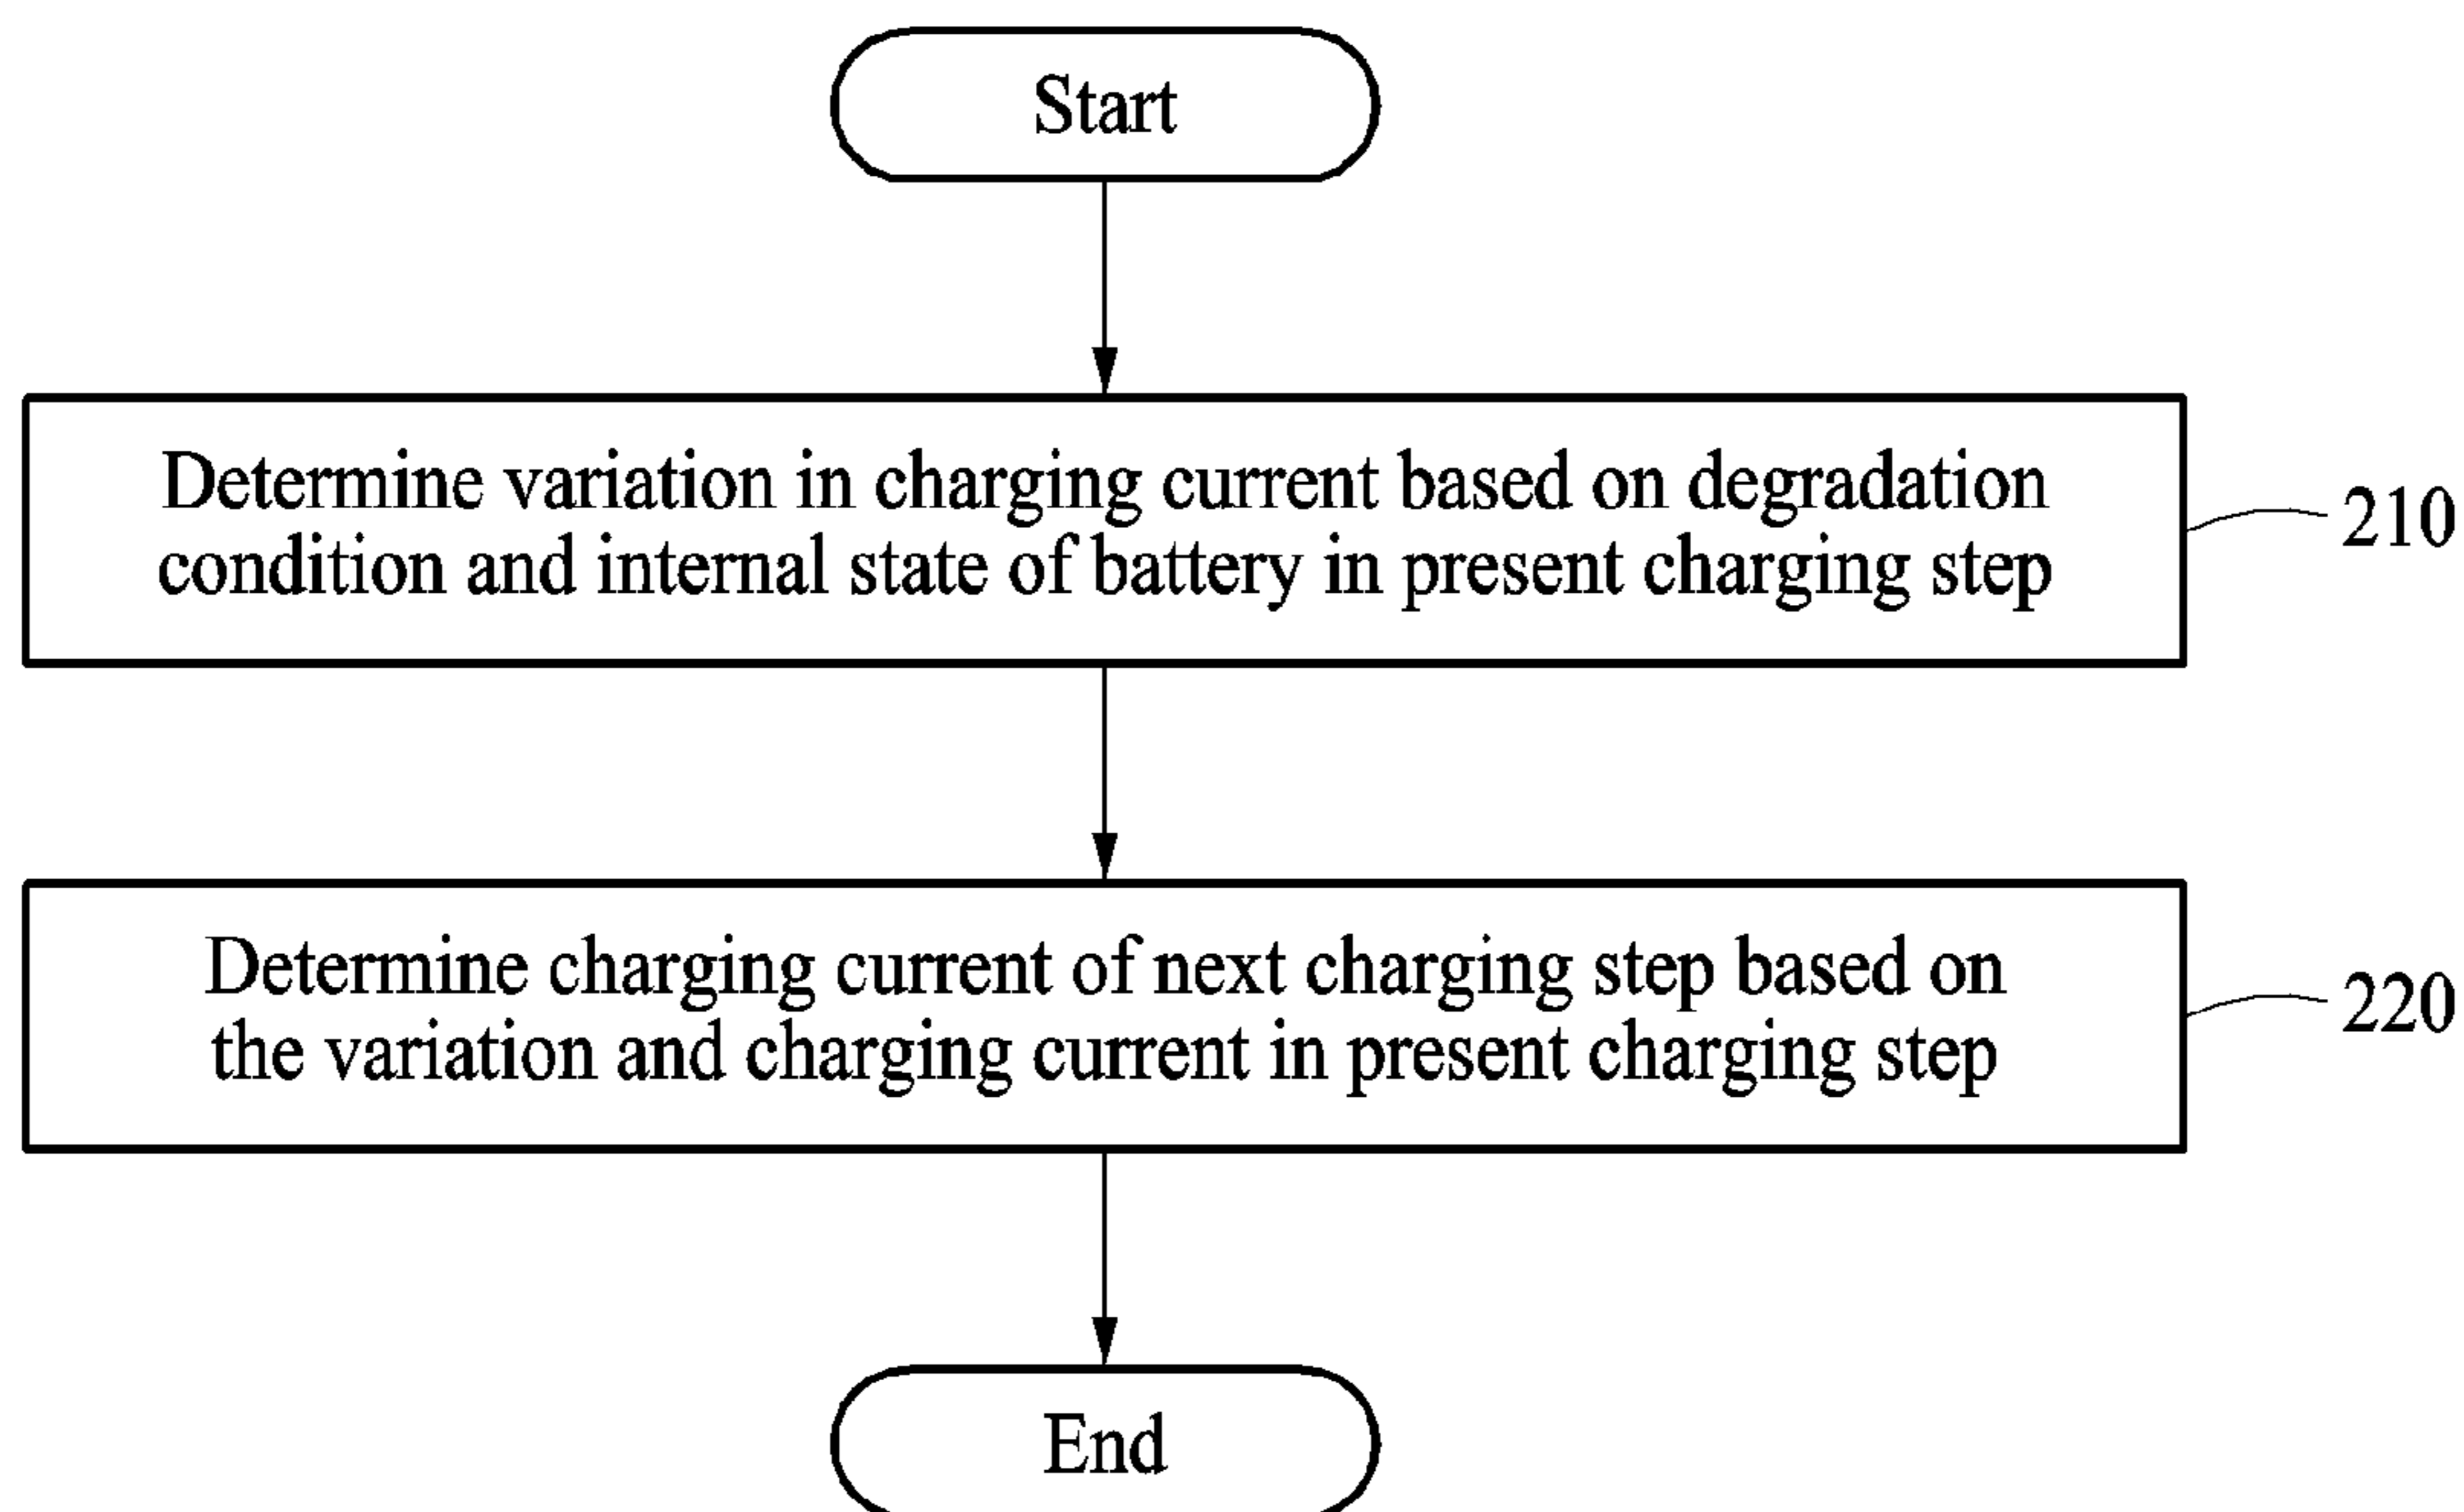 Start
Determine variation in charging current based on degradation
condition and internal state of battery in present charging step
210
Determine charging current of next charging step based on
the variation and charging current in present charging step
220
End